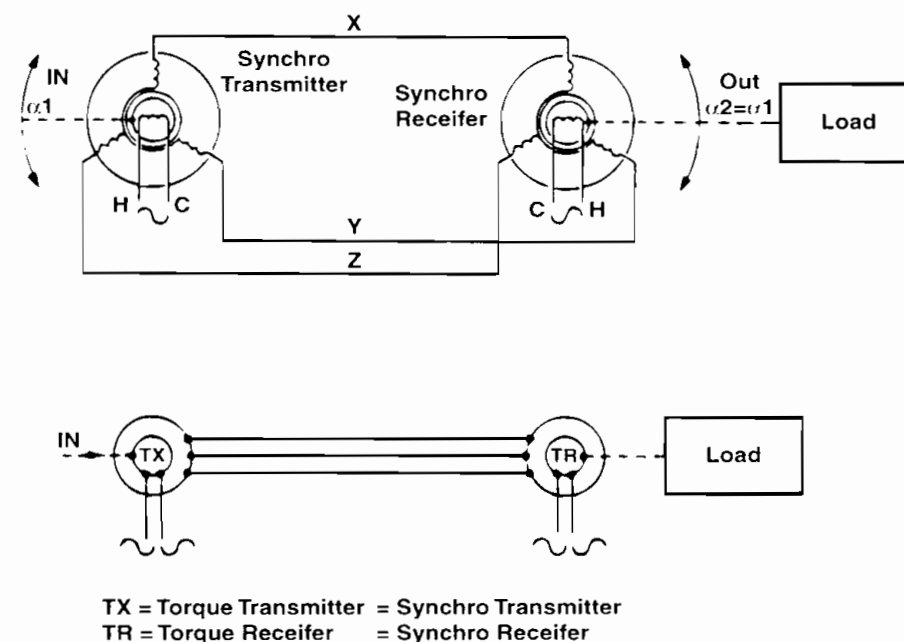 X
Synchro
Transmitter
IN
α1
Synchro
Receifer
Out
α2=α1
Load
H C
C H
Y
Z
IN
TX
TR
Load
TX = Torque Transmitter = Synchro Transmitter
TR = Torque Receifer = Synchro Receifer